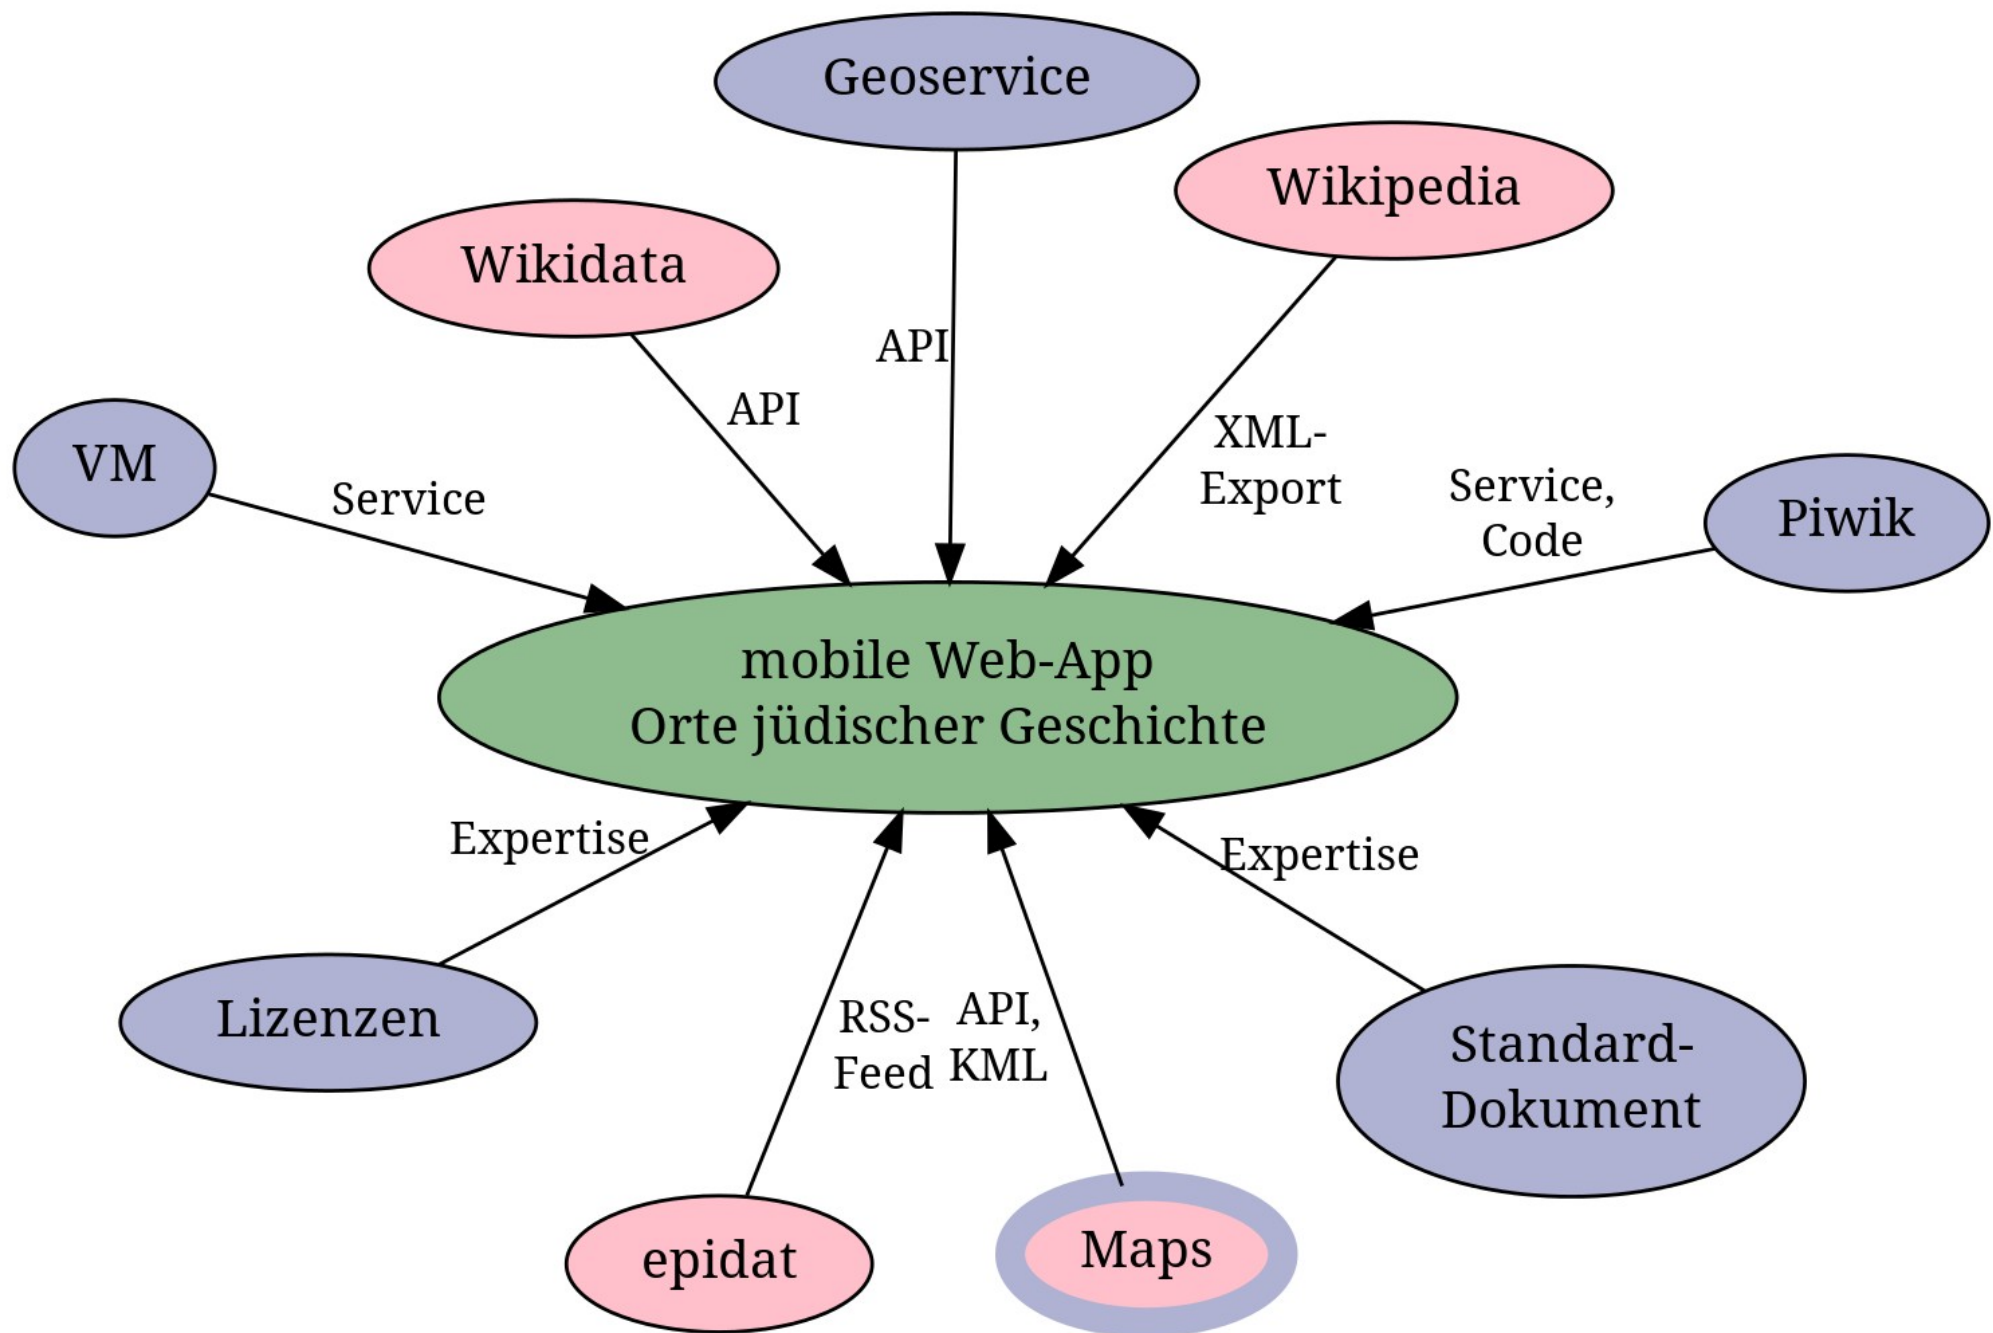 Geoservice
Wikipedia
Wikidata
API
API
XML-
Export
VM
Service
Service,
Code
Piwik
mobile Web-App
Orte jüdischer Geschichte
Expertise
Expertise
Lizenzen
RSS-
Feed
API,
KML
Standard-
Dokument
epidat
Maps